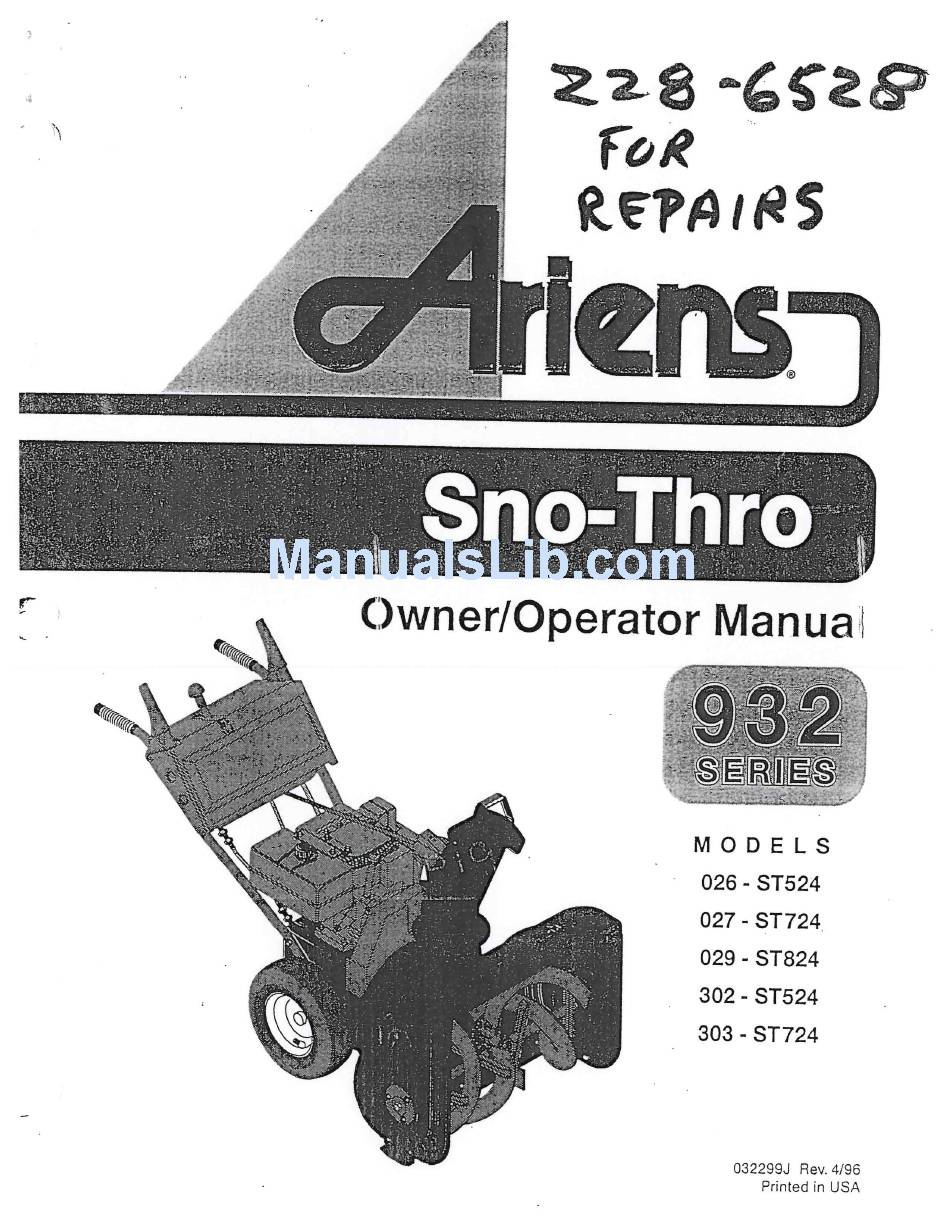 228-6528
FOR
REPAIRS
Ariens®
Sno-Thro
ManualsLib.com
Owner/Operator Manual
932
SERIES
MODELS
026 - ST524
027 - ST724
029 - ST824
302 - ST524
303 - ST724
032299J Rev. 4/96
Printed in USA